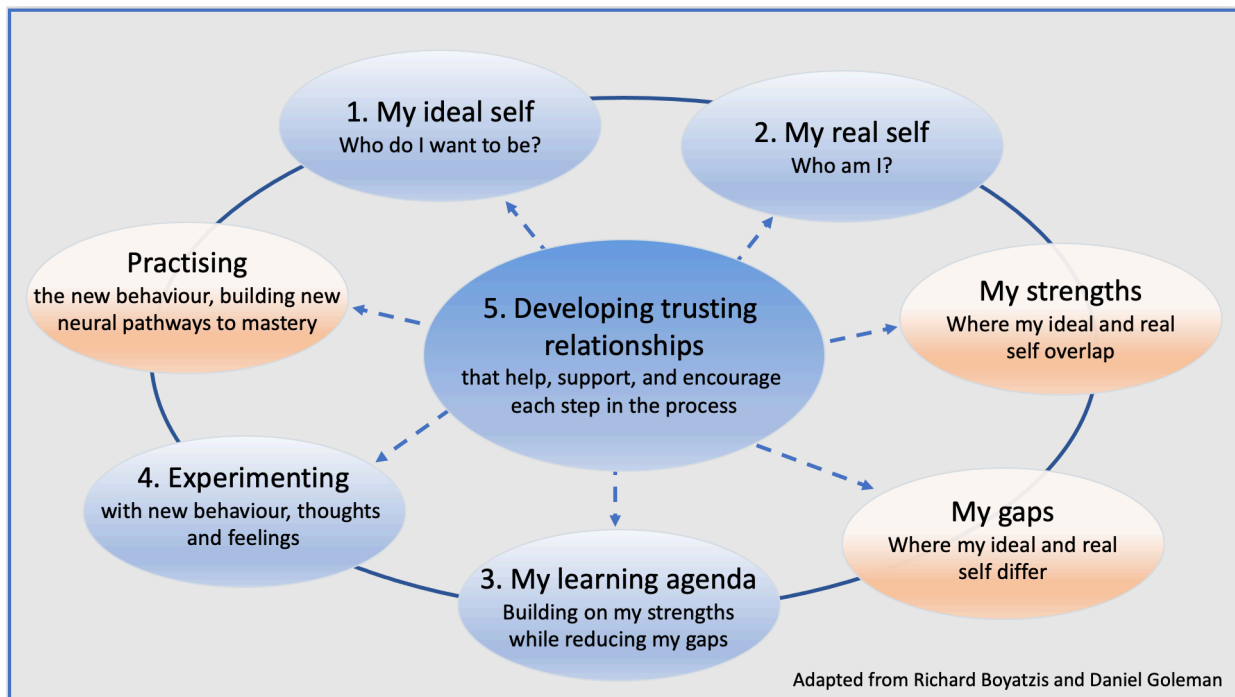 1. My ideal self
Who do I want to be?
2. My real self
Who am I?
My strengths
Where my ideal and real
self overlap
My gaps
Where my ideal and real
self differ
3. My learning agenda
Building on my strengths
while reducing my gaps
4. Experimenting
with new behaviour, thoughts
and feelings
Practising
the new behaviour, building new
neural pathways to mastery
5. Developing trusting
relationships
that help, support, and encourage
each step in the process
Adapted from Richard Boyatzis and Daniel Goleman